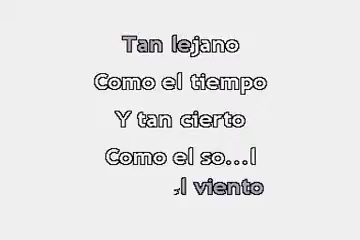 Tan lejano
Como el tiempo
Y tan cierto
Como el so...l
viento